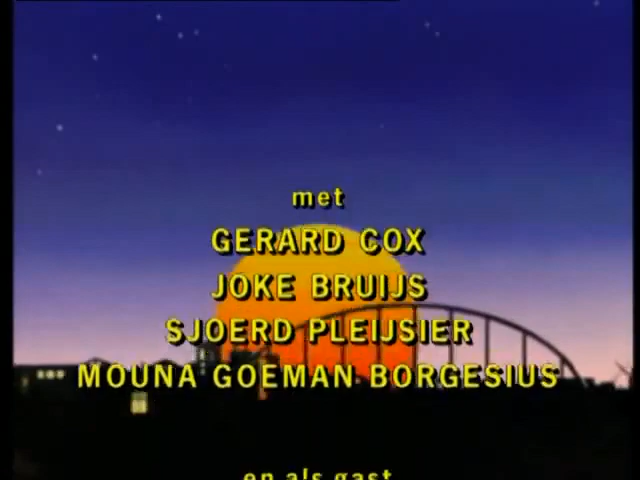 met
GERARD COX
JOKE BRUIJS
SJOERD PLEIJSIER
MOUNA GOEMAN BORGESIUS
en als gast